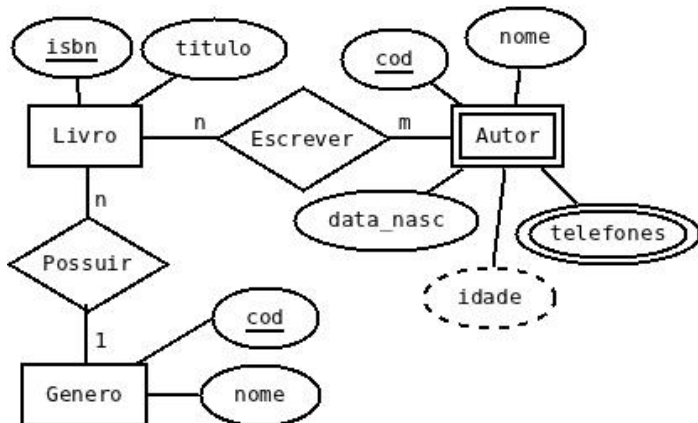 isbn
titulo
cod
nome
Livro
n
Escrever
m
Autor
n
data_nasc
telefones
Possuir
idade
1
cod
Genero
nome